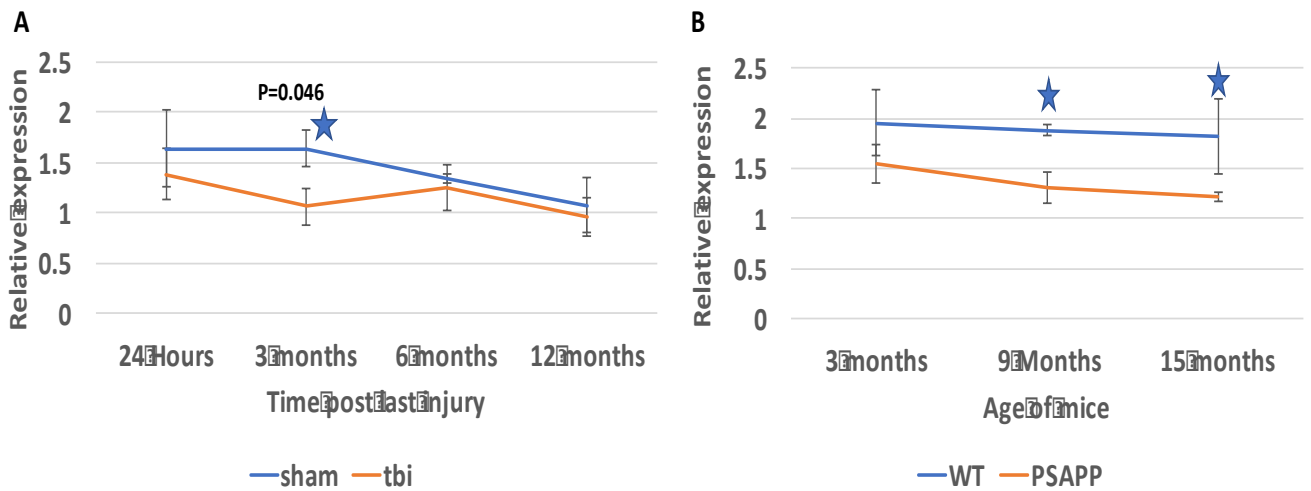 A
P=0.046
Relative expression
2.5
2
1.5
1
0.5
0
24 Hours 3 months 6 months 12 months
Time post last injury
sham tbi
B
Relative expression
2.5
2
1.5
1
0.5
0
3 months 9 Months 15 months
Age of mice
WT PSAPP